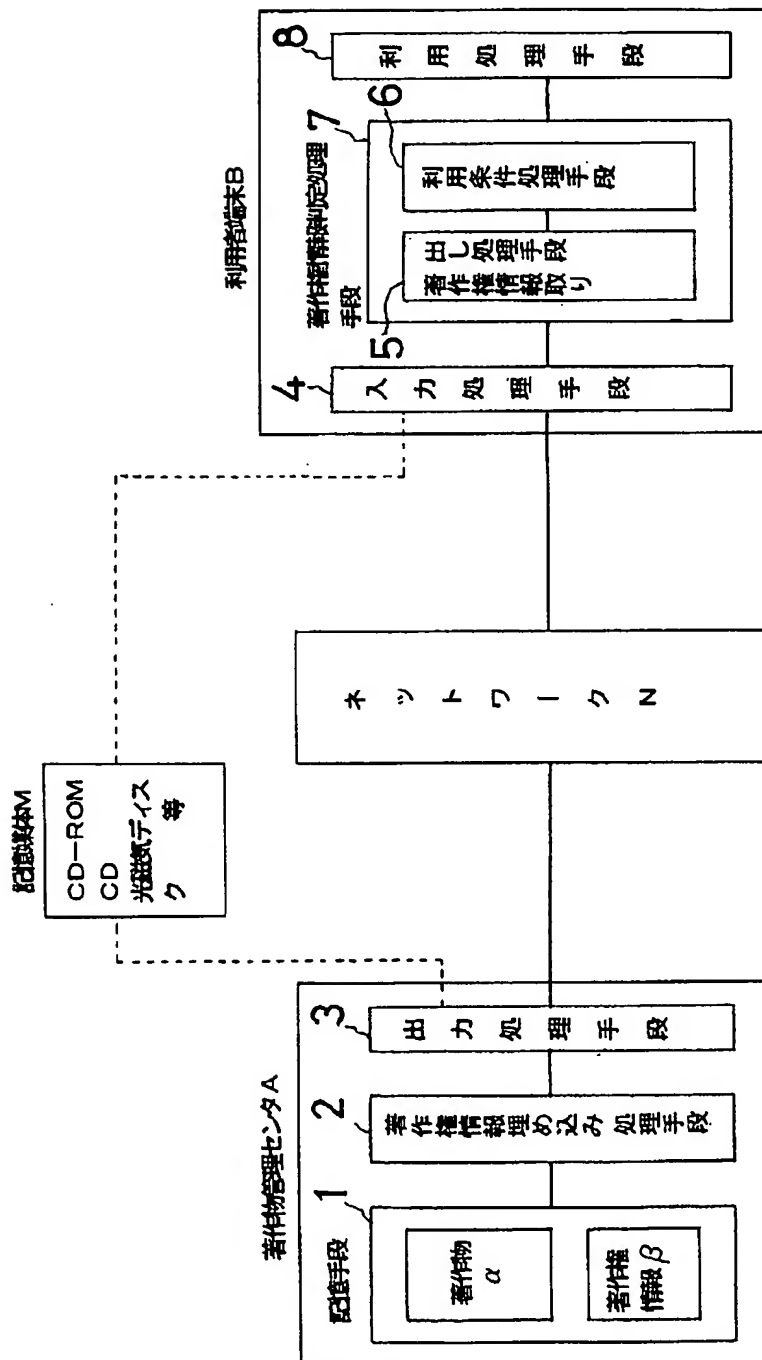 著作物管理センタA
記憶手段
1
著作物
α
著作権
情報β
2
著作権情報埋め込み処理手段
3
出力処理手段
記憶媒体M
CD-ROM
CD
光磁気ディス
ク 等
ネットワークN
利用者端末B
4
入力処理手段
著作権情報判定処理
手段
7
5
著作権情報取り
出し処理手段
6
利用条件処理手段
8
利用処理手段